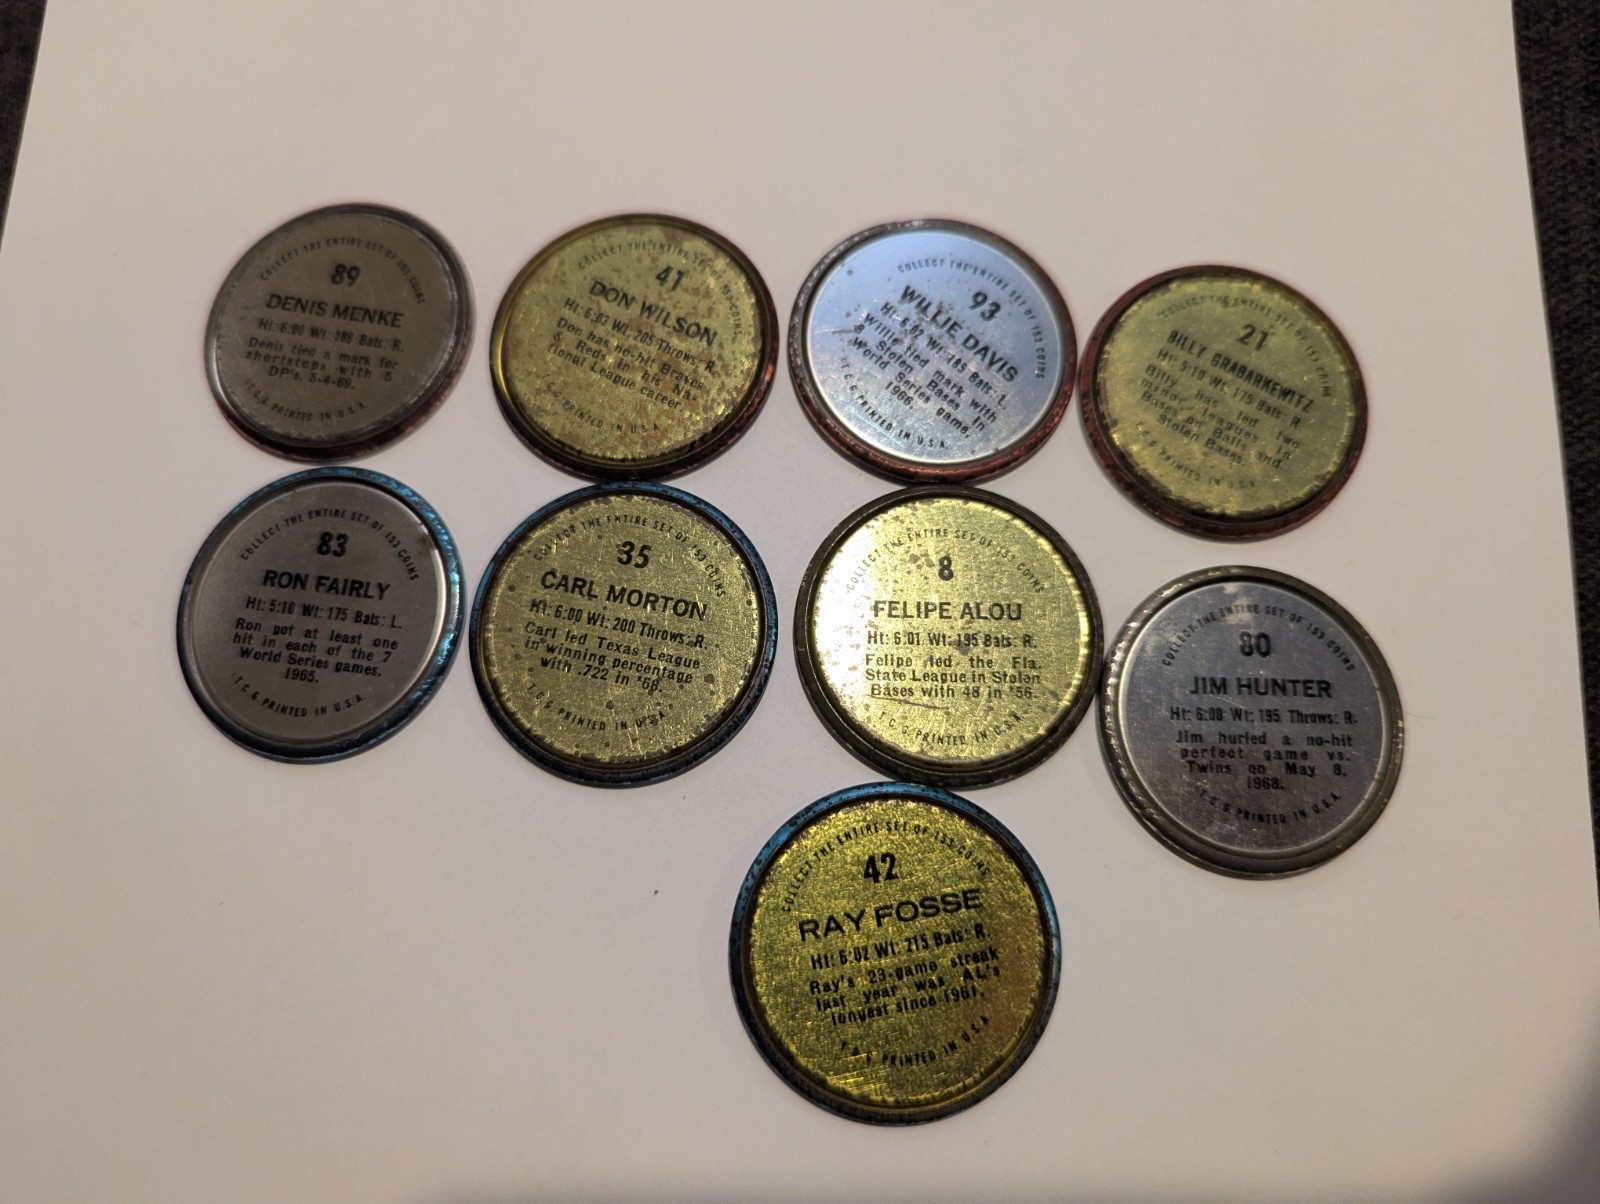 COLLECT THE ENTIRE SET OF 153 COINS
89
DENIS MENKE
Ht: 6:00 Wt: 185 Bats: R.
Denis tied a mark for
shortstops with 5
DP's, 5-4-69.
T.C.G PRINTED IN U.S.A.
COLLECT THE ENTIRE SET OF 153 COINS
41
DON WILSON
Ht: 6:03 Wt: 205 Throws: R.
Don has no-hit Braves
& Reds in his Na-
tional League career.
T.C.G PRINTED IN U.S.A.
COLLECT THE ENTIRE SET OF 153 COINS
93
WILLIE DAVIS
Ht: 6:02 Wt: 185 Bats: L.
Willie tied mark with
Stolen Bases in
World Series game,
1966.
T.C.G PRINTED IN U.S.A.
COLLECT THE ENTIRE SET OF 153 COINS
21
BILLY GRABARKEWITZ
Ht: 5:10 Wt: 175 Bats: R.
Billy has led two
minor leagues in
Bases on Balls and
Stolen Bases.
T.C.G PRINTED IN U.S.A.
COLLECT THE ENTIRE SET OF 153 COINS
83
RON FAIRLY
Ht: 5:10 Wt: 175 Bats: L.
Ron got at least one
hit in each of the 7
World Series games,
1965.
T.C.G PRINTED IN U.S.A.
COLLECT THE ENTIRE SET OF 153 COINS
35
CARL MORTON
Ht: 6:00 Wt: 200 Throws: R.
Carl led Texas League
in winning percentage
with .722 in '68.
T.C.G PRINTED IN U.S.A.
COLLECT THE ENTIRE SET OF 153 COINS
8
FELIPE ALOU
Ht: 6:01 Wt: 195 Bats: R.
Felipe led the Fla.
State League in Stolen
Bases with 48 in '56.
T.C.G PRINTED IN U.S.A.
COLLECT THE ENTIRE SET OF 153 COINS
80
JIM HUNTER
Ht: 6:00 Wt: 195 Throws: R.
Jim hurled a no-hit
perfect game vs.
Twins on May 8,
1968.
T.C.G PRINTED IN U.S.A.
COLLECT THE ENTIRE SET OF 153 COINS
42
RAY FOSSE
Ht: 6:02 Wt: 215 Bats: R.
Ray's 23-game streak
last year was AL's
longest since 1961.
T.C.G PRINTED IN U.S.A.